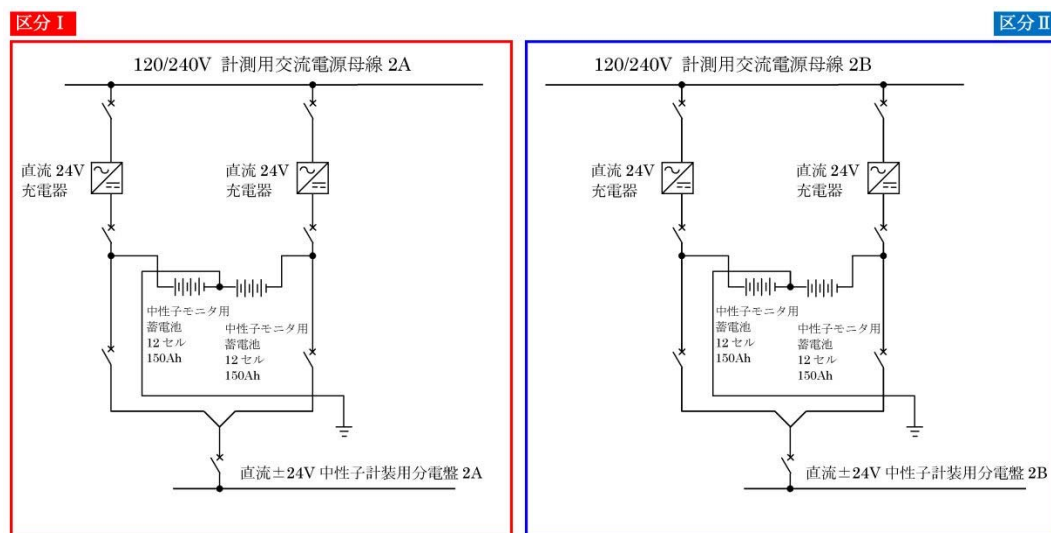 区分Ⅰ
120/240V 計測用交流電源母線 2A
直流 24V
充電器
直流 24V
充電器
中性子モニタ用
蓄電池
12 セル
150Ah
中性子モニタ用
蓄電池
12 セル
150Ah
直流±24V 中性子計装用分電盤 2A
区分Ⅱ
120/240V 計測用交流電源母線 2B
直流 24V
充電器
直流 24V
充電器
中性子モニタ用
蓄電池
12 セル
150Ah
中性子モニタ用
蓄電池
12 セル
150Ah
直流±24V 中性子計装用分電盤 2B